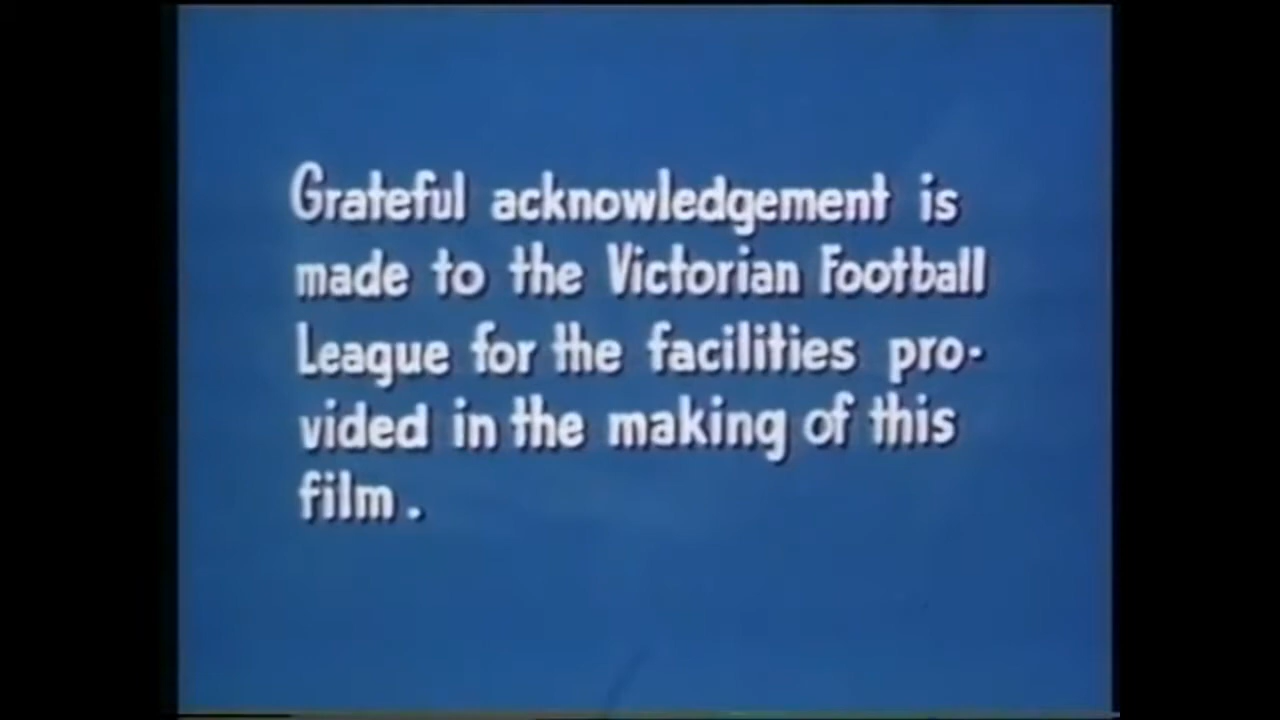 Grateful acknowledgement is
made to the Victorian Football
League for the facilities pro-
vided in the making of this
film.